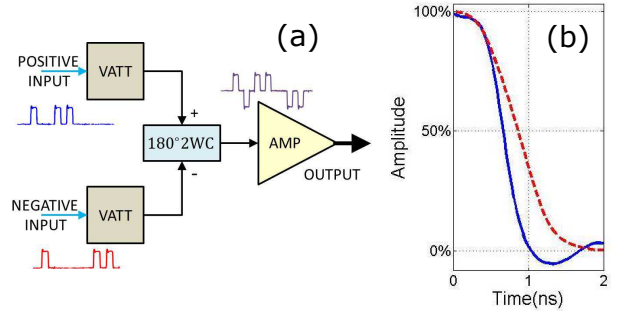 (a)
POSITIVE
INPUT
VATT
+
180°2WC
-
AMP
OUTPUT
NEGATIVE
INPUT
VATT
(b)
Amplitude
100%
50%
0%
0
1
2
Time(ns)